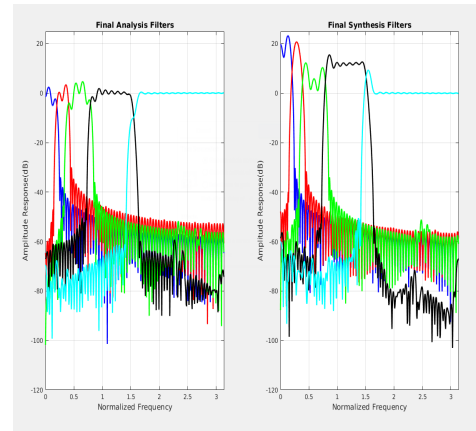 Final Analysis Filters
20
0
-20
-40
-60
-80
-100
-120
Amplitude Response(dB)
0 0.5 1 1.5 2 2.5 3
Normalized Frequency
Final Synthesis Filters
20
0
-20
-40
-60
-80
-100
-120
Amplitude Response(dB)
0 0.5 1 1.5 2 2.5 3
Normalized Frequency